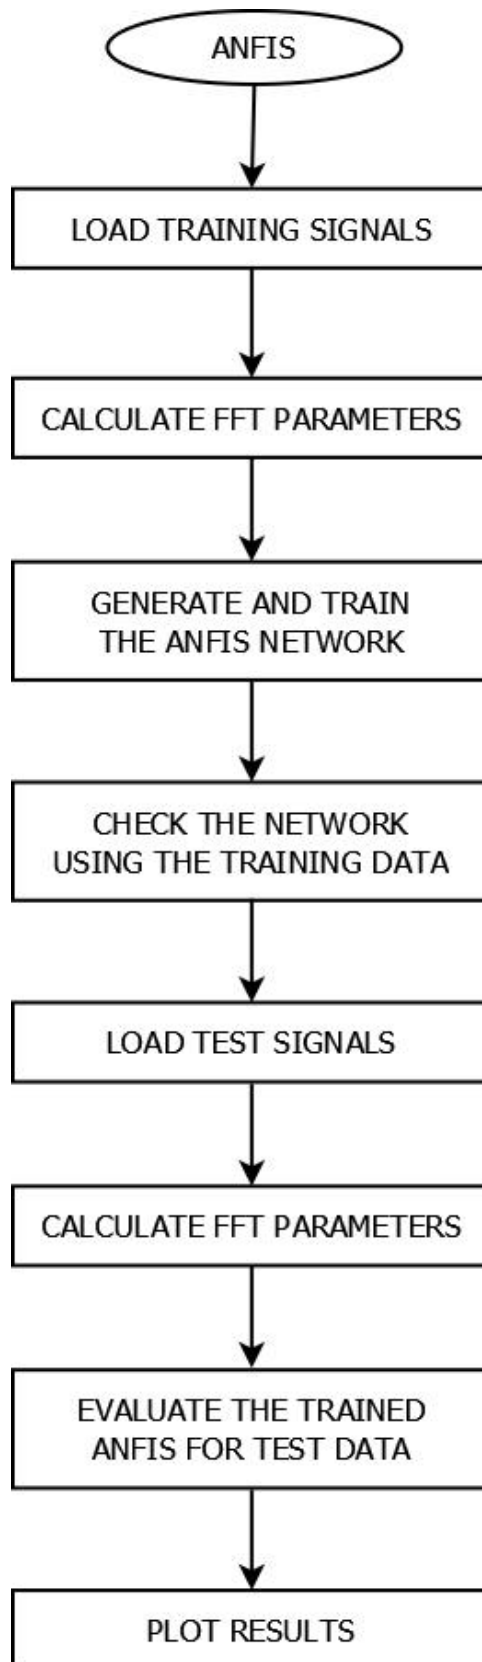 ANFIS
LOAD TRAINING SIGNALS
CALCULATE FFT PARAMETERS
GENERATE AND TRAIN
THE ANFIS NETWORK
CHECK THE NETWORK
USING THE TRAINING DATA
LOAD TEST SIGNALS
CALCULATE FFT PARAMETERS
EVALUATE THE TRAINED
ANFIS FOR TEST DATA
PLOT RESULTS